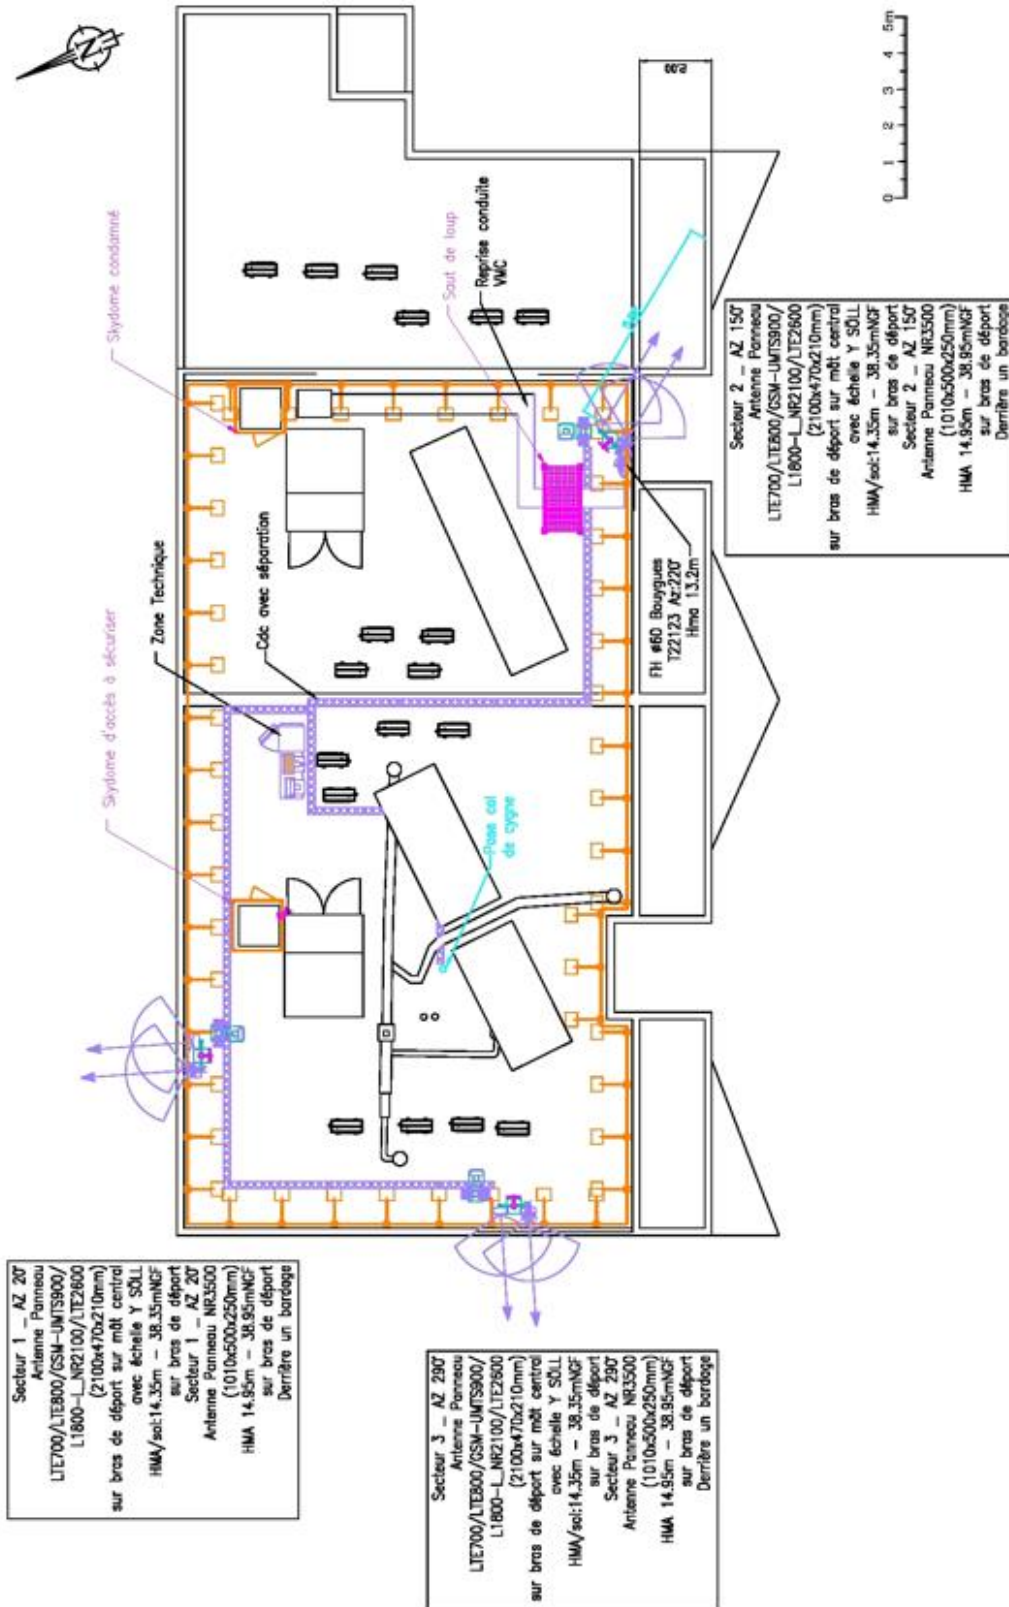 N
Skydome condamné
Saut de loup
Reprise conduite
VMC
Zone Technique
Cdc avec séparation
Skydome d'accès à sécuriser
Pose col
de cygne
FH ø60 Bouygues
T22123 Az:220°
Hma 13.2m
0 1 2 3 4 5m
Secteur 1 _ AZ 20°
Antenne Panneau
LTE700/LTE800/GSM-UMTS900/
L1800-L_NR2100/LTE2600
(2100x470x210mm)
sur bras de déport sur mât central
avec échelle Y SÖLL
HMA/sol:14.35m - 38.35mNGF
sur bras de déport
Secteur 1 _ AZ 20°
Antenne Panneau NR3500
(1010x500x250mm)
HMA 14.95m - 38.95mNGF
sur bras de déport
Derrière un bardage
Secteur 2 _ AZ 150°
Antenne Panneau
LTE700/LTE800/GSM-UMTS900/
L1800-L_NR2100/LTE2600
(2100x470x210mm)
sur bras de déport sur mât central
avec échelle Y SÖLL
HMA/sol:14.35m - 38.35mNGF
sur bras de déport
Secteur 2 _ AZ 150°
Antenne Panneau NR3500
(1010x500x250mm)
HMA 14.95m - 38.95mNGF
sur bras de déport
Derrière un bardage
Secteur 3 _ AZ 290°
Antenne Panneau
LTE700/LTE800/GSM-UMTS900/
L1800-L_NR2100/LTE2600
(2100x470x210mm)
sur bras de déport sur mât central
avec échelle Y SÖLL
HMA/sol:14.35m - 38.35mNGF
sur bras de déport
Secteur 3 _ AZ 290°
Antenne Panneau NR3500
(1010x500x250mm)
HMA 14.95m - 38.95mNGF
sur bras de déport
Derrière un bardage